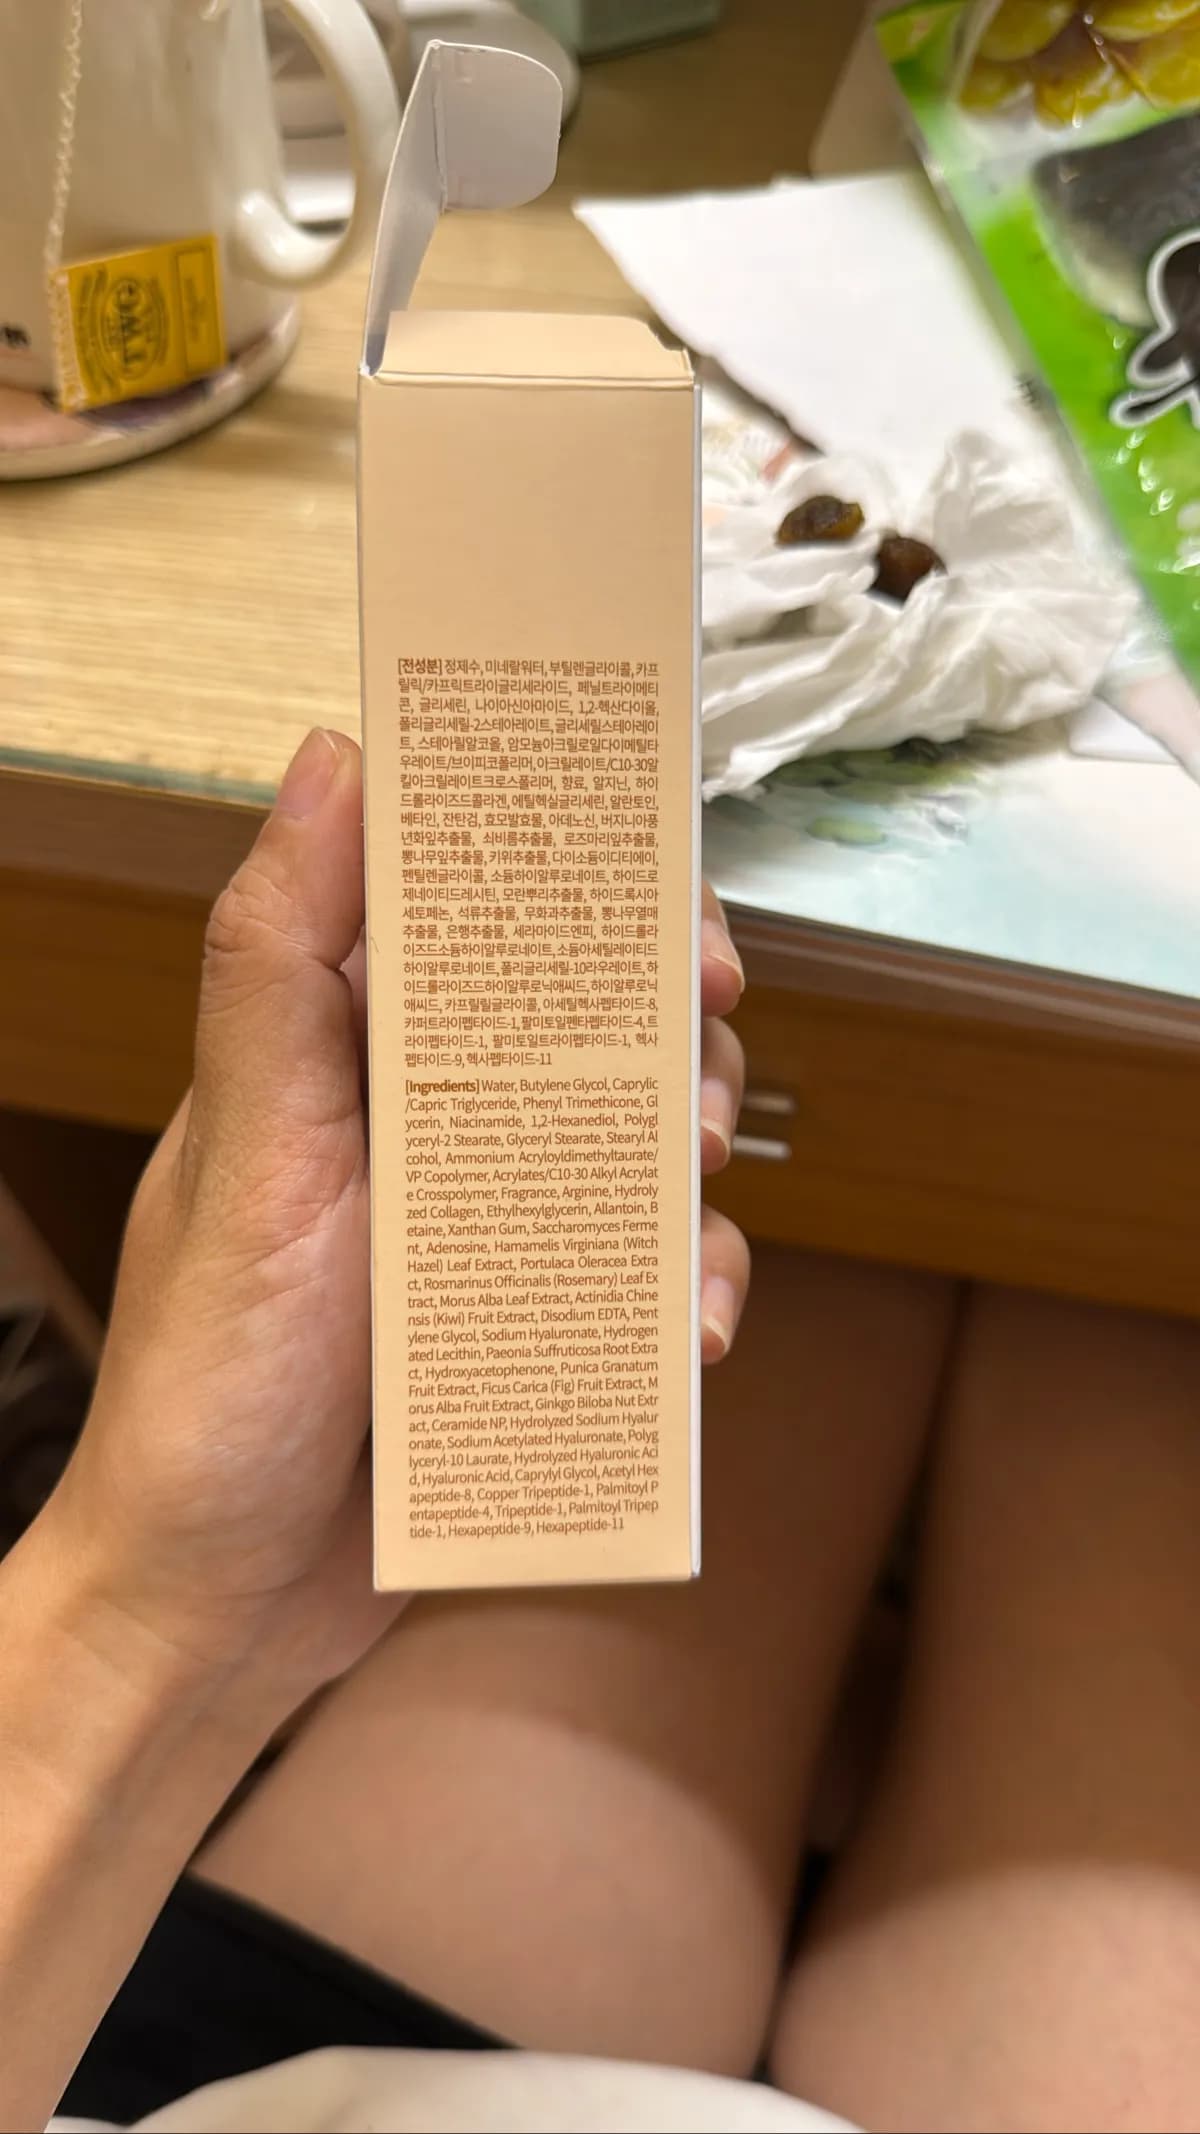 TWG
[전성분] 정제수, 미네랄워터, 부틸렌글라이콜, 카프
릴릭/카프릭트라이글리세라이드, 페닐트라이메티
콘, 글리세린, 나이아신아마이드, 1,2-헥산다이올,
폴리글리세릴-2스테아레이트, 글리세릴스테아레이
트, 스테아릴알코올, 암모늄아크릴로일다이메틸타
우레이트/브이피코폴리머, 아크릴레이트/C10-30알
킬아크릴레이트크로스폴리머, 향료, 알지닌, 하이
드롤라이즈드콜라겐, 에틸헥실글리세린, 알란토인,
베타인, 잔탄검, 효모발효물, 아데노신, 버지니아풍
년화잎추출물, 쇠비름추출물, 로즈마리잎추출물,
뽕나무잎추출물, 키위추출물, 다이소듐이디티에이,
펜틸렌글라이콜, 소듐하이알루로네이트, 하이드로
제네이티드레시틴, 모란뿌리추출물, 하이드록시아
세토페논, 석류추출물, 무화과추출물, 뽕나무열매
추출물, 은행추출물, 세라마이드엔피, 하이드롤라
이즈드소듐하이알루로네이트, 소듐아세틸레이티드
하이알루로네이트, 폴리글리세릴-10라우레이트, 하
이드롤라이즈드하이알루로닉애씨드, 하이알루로닉
애씨드, 카프릴릴글라이콜, 아세틸헥사펩타이드-8,
카퍼트라이펩타이드-1, 팔미토일펜타펩타이드-4, 트
라이펩타이드-1, 팔미토일트라이펩타이드-1, 헥사
펩타이드-9, 헥사펩타이드-11
[Ingredients] Water, Butylene Glycol, Caprylic
/Capric Triglyceride, Phenyl Trimethicone, Gl
ycerin, Niacinamide, 1,2-Hexanediol, Polygl
yceryl-2 Stearate, Glyceryl Stearate, Stearyl Al
cohol, Ammonium Acryloyldimethyltaurate/
VP Copolymer, Acrylates/C10-30 Alkyl Acrylat
e Crosspolymer, Fragrance, Arginine, Hydroly
zed Collagen, Ethylhexylglycerin, Allantoin, B
etaine, Xanthan Gum, Saccharomyces Ferme
nt, Adenosine, Hamamelis Virginiana (Witch
Hazel) Leaf Extract, Portulaca Oleracea Extra
ct, Rosmarinus Officinalis (Rosemary) Leaf Ex
tract, Morus Alba Leaf Extract, Actinidia Chine
nsis (Kiwi) Fruit Extract, Disodium EDTA, Pent
ylene Glycol, Sodium Hyaluronate, Hydrogen
ated Lecithin, Paeonia Suffruticosa Root Extra
ct, Hydroxyacetophenone, Punica Granatum
Fruit Extract, Ficus Carica (Fig) Fruit Extract, M
orus Alba Fruit Extract, Ginkgo Biloba Nut Extr
act, Ceramide NP, Hydrolyzed Sodium Hyalur
onate, Sodium Acetylated Hyaluronate, Polyg
lyceryl-10 Laurate, Hydrolyzed Hyaluronic Aci
d, Hyaluronic Acid, Caprylyl Glycol, Acetyl Hex
apeptide-8, Copper Tripeptide-1, Palmitoyl P
entapeptide-4, Tripeptide-1, Palmitoyl Tripep
tide-1, Hexapeptide-9, Hexapeptide-11